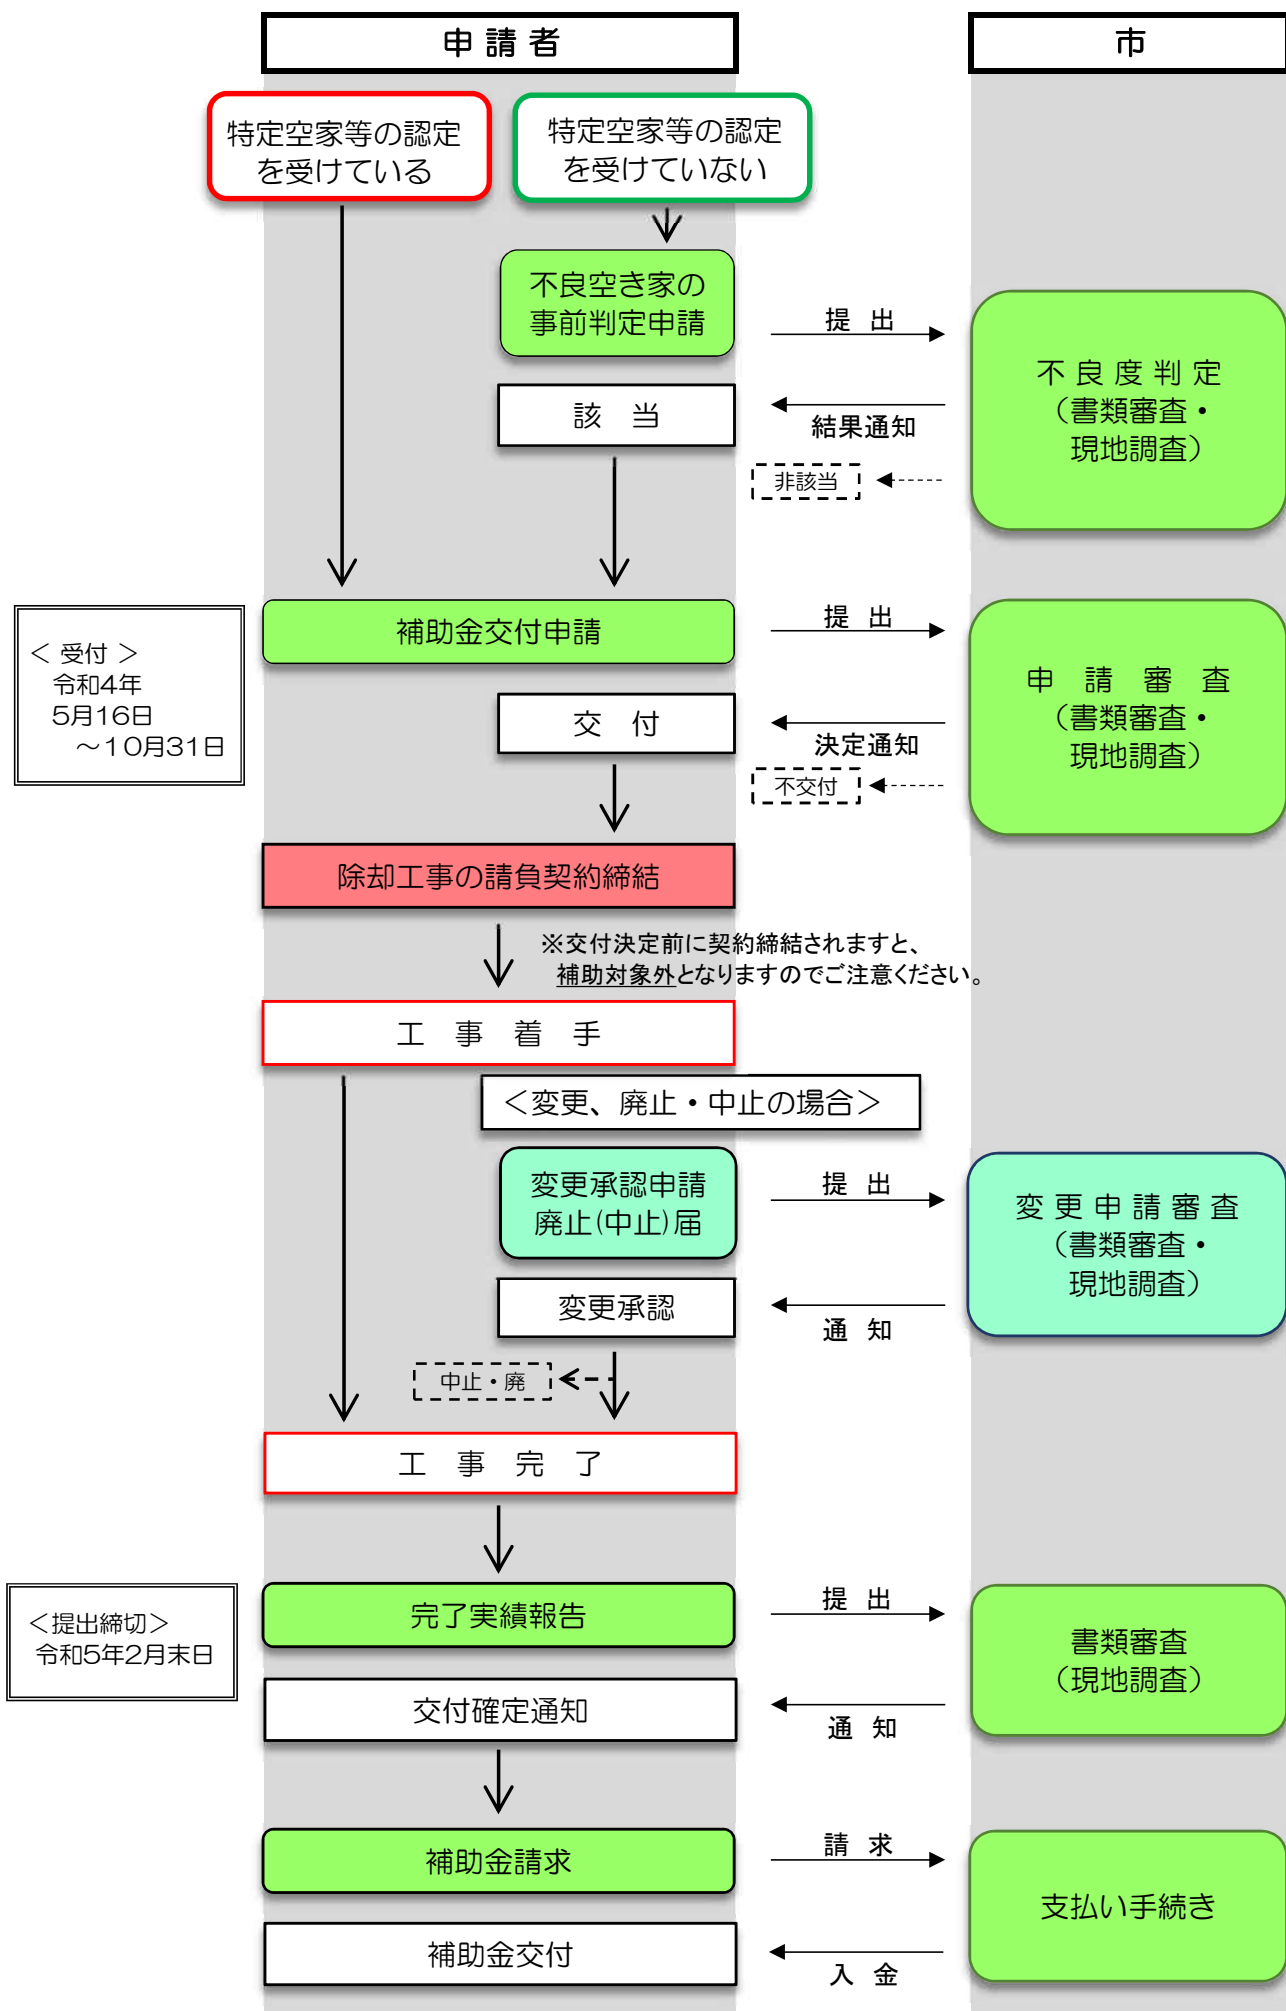 申請者
市
特定空家等の認定
を受けている
特定空家等の認定
を受けていない
不良空き家の
事前判定申請
提 出
不良度判定
（書類審査・
現地調査）
該 当
結果通知
非該当
＜ 受付 ＞
令和4年
5月16日
～10月31日
補助金交付申請
提 出
申 請 審 査
（書類審査・
現地調査）
交 付
決定通知
不交付
除却工事の請負契約締結
※交付決定前に契約締結されますと、
補助対象外となりますのでご注意ください。
工 事 着 手
＜変更、廃止・中止の場合＞
変更承認申請
廃止(中止)届
提 出
変更申請審査
（書類審査・
現地調査）
変更承認
通 知
中止・廃
工 事 完 了
＜提出締切＞
令和5年2月末日
完了実績報告
提 出
書類審査
（現地調査）
交付確定通知
通 知
補助金請求
請 求
支払い手続き
補助金交付
入 金